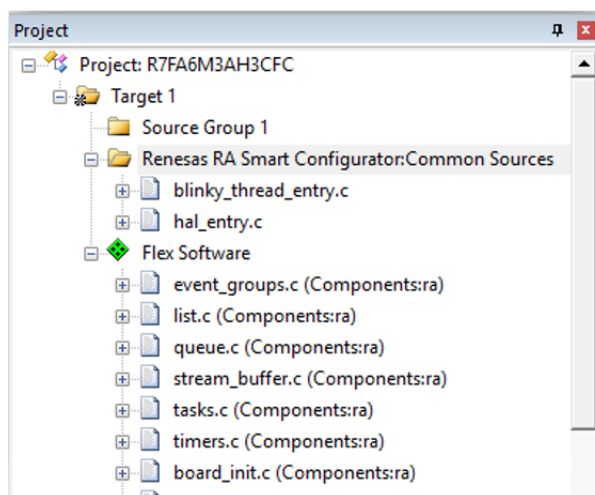 Project
Project: R7FA6M3AH3CFC
Target 1
Source Group 1
Renesas RA Smart Configurator:Common Sources
blinky_thread_entry.c
hal_entry.c
Flex Software
event_groups.c (Components:ra)
list.c (Components:ra)
queue.c (Components:ra)
stream_buffer.c (Components:ra)
tasks.c (Components:ra)
timers.c (Components:ra)
board_init.c (Components:ra)